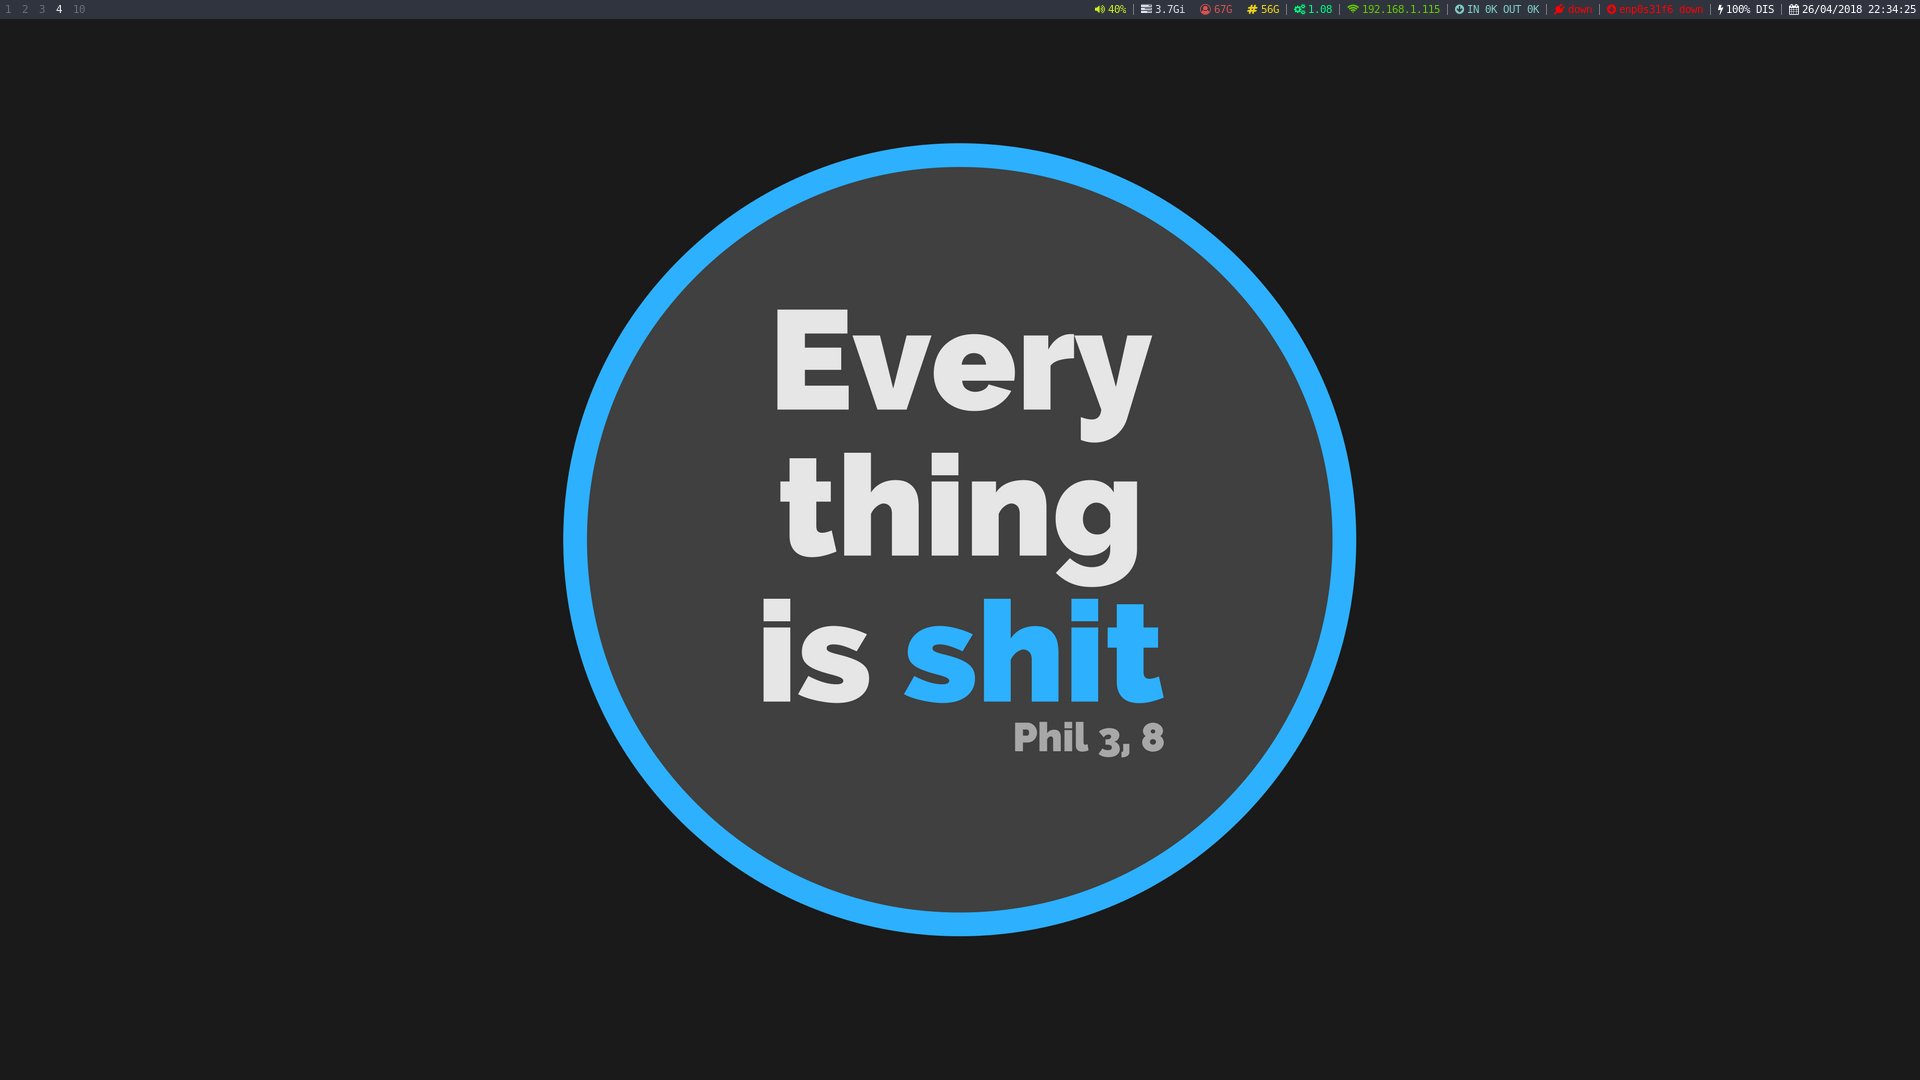 1 2 3 4 10 40% | 3.7Gi 67G 56G | 1.08 | 192.168.1.115 | IN 0K OUT 0K | down | enp0s31f6 down | 100% DIS | 26/04/2018 22:34:25
Every
thing
is shit
Phil 3, 8